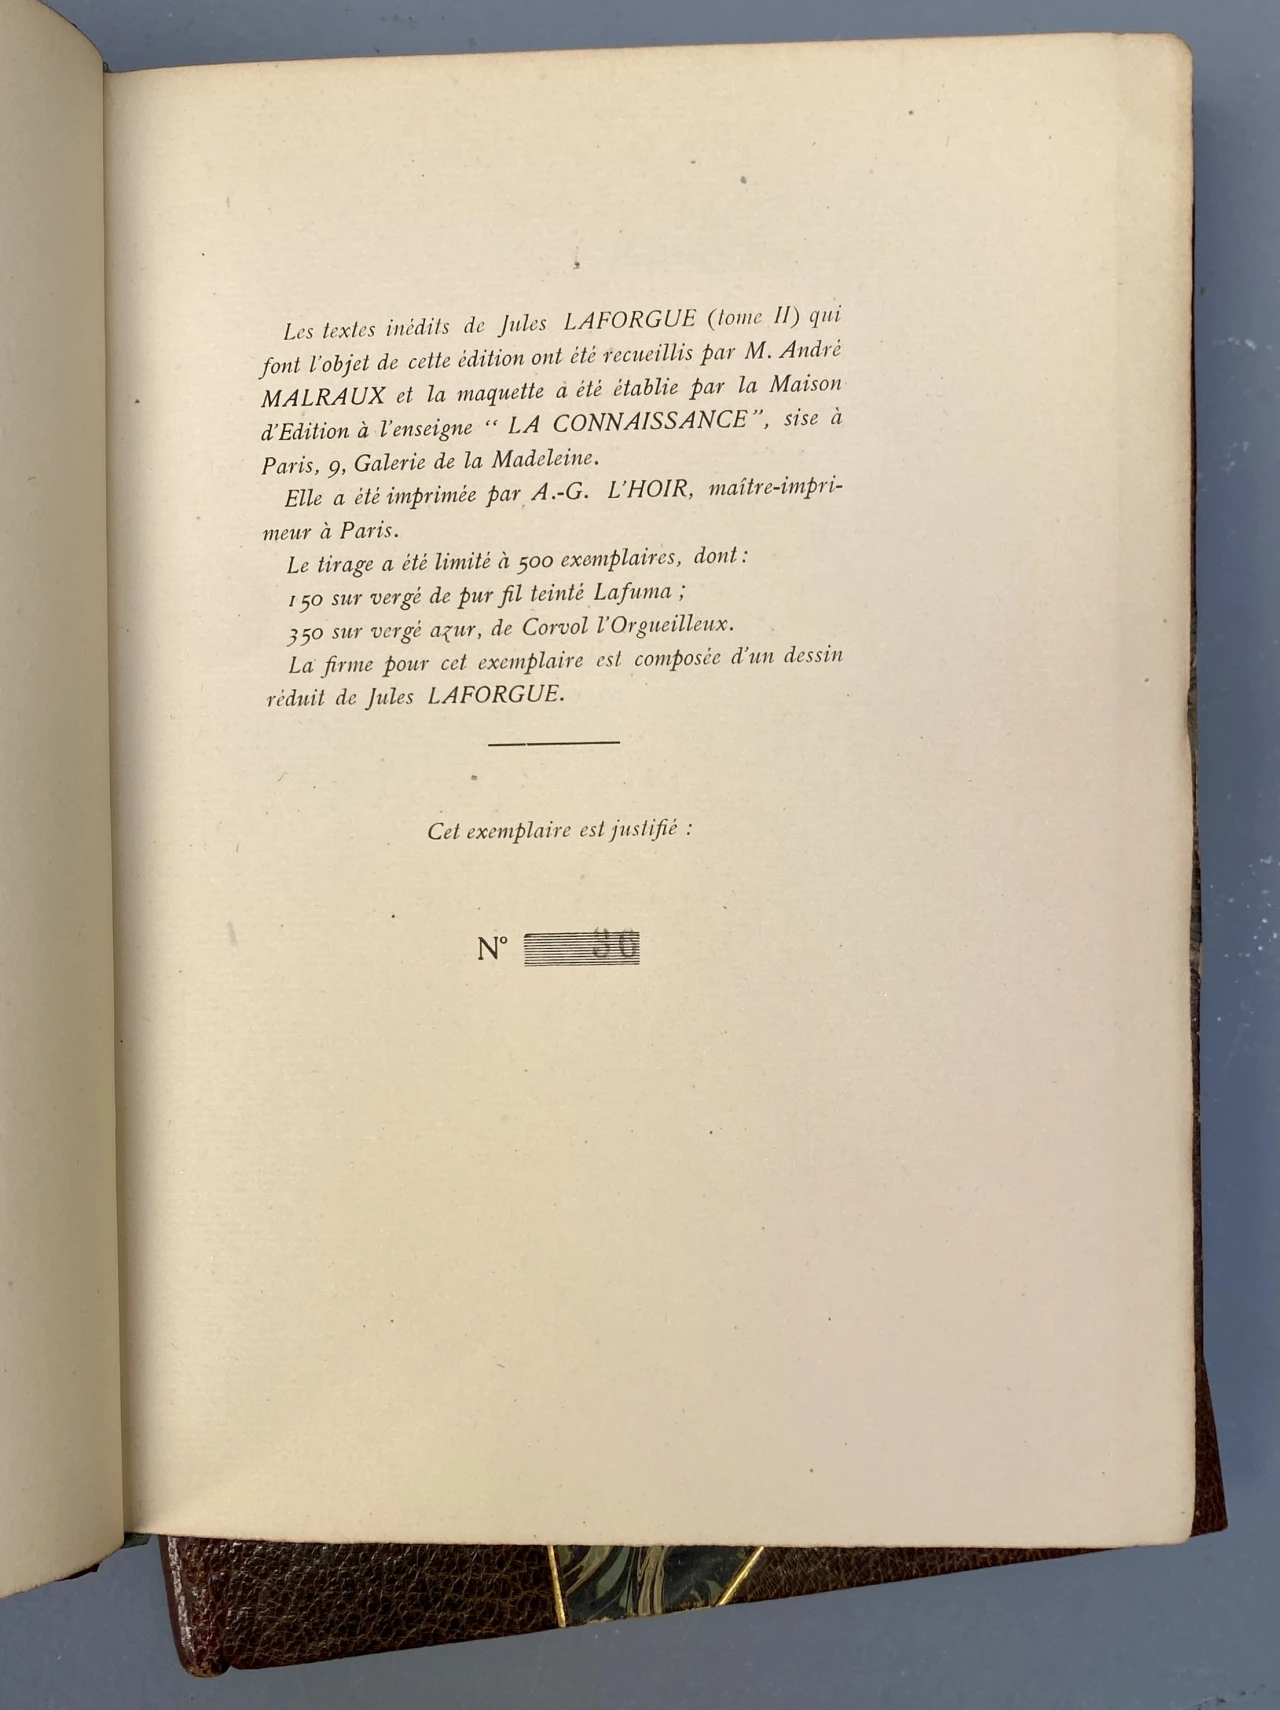 Les textes inédits de Jules LAFORGUE (tome II) qui
font l'objet de cette édition ont été recueillis par M. André
MALRAUX et la maquette a été établie par la Maison
d'Edition à l'enseigne “ LA CONNAISSANCE”, sise à
Paris, 9, Galerie de la Madeleine.
Elle a été imprimée par A.-G. L'HOIR, maître-impri-
meur à Paris.
Le tirage a été limité à 500 exemplaires, dont :
150 sur vergé de pur fil teinté Lafuma ;
350 sur vergé azur, de Corvol l'Orgueilleux.
La firme pour cet exemplaire est composée d'un dessin
réduit de Jules LAFORGUE.
Cet exemplaire est justifié :
N°